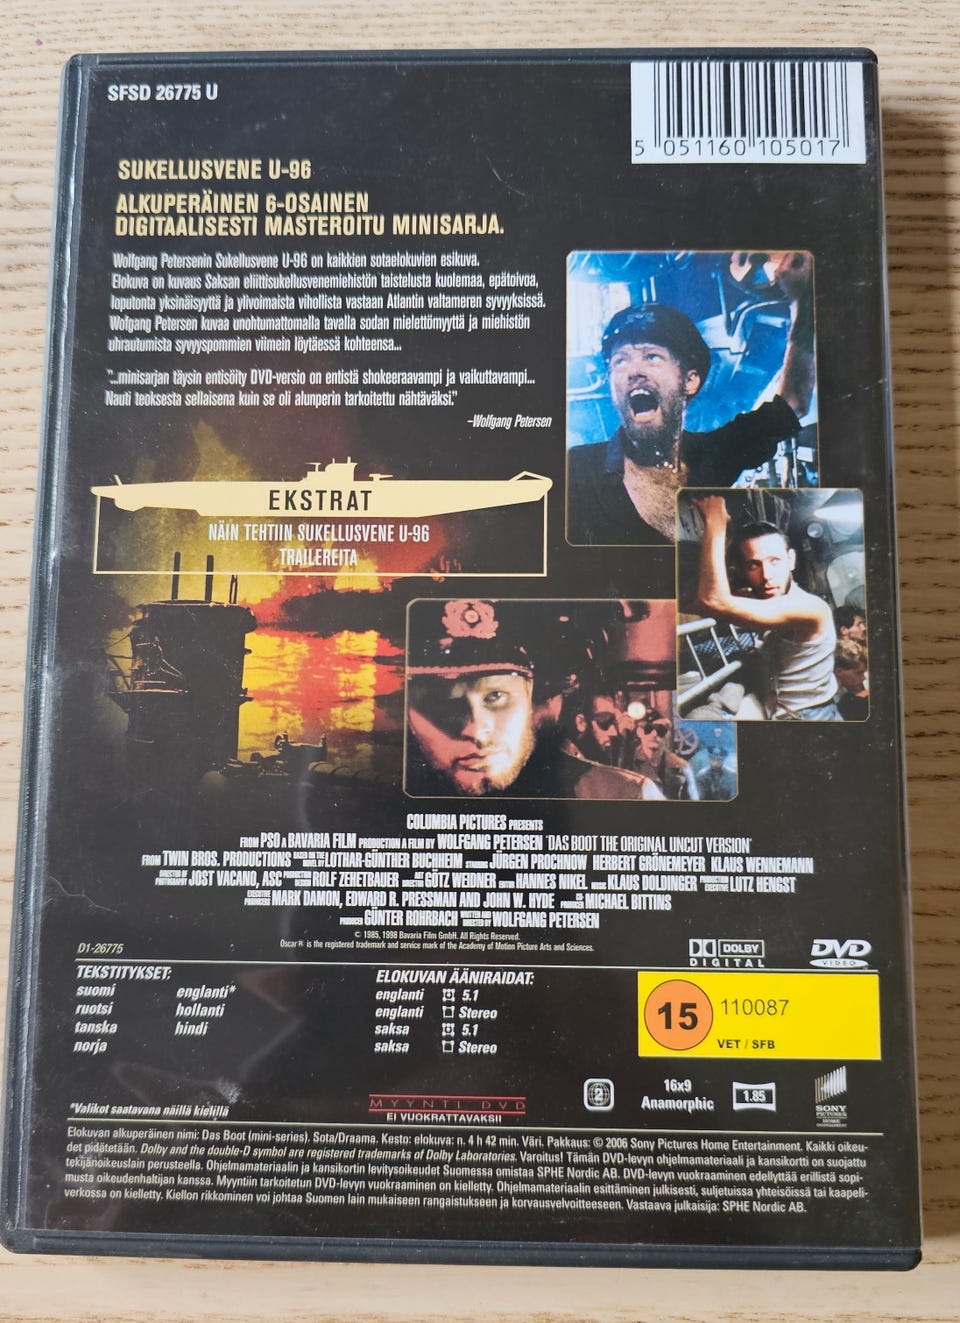 SFSD 26775 U
5 051160 105017
SUKELLUSVENE U-96
ALKUPERÄINEN 6-OSAINEN
DIGITAALISESTI MASTEROITU MINISARJA.
Wolfgang Petersenin Sukellusvene U-96 on kaikkien sotaelokuvien esikuva.
Elokuva on kuvaus Saksan eliittisukellusvenemiehistön taistelusta kuolemaa, epätoivoa,
loputonta yksinäisyyttä ja ylivoimaista vihollista vastaan Atlantin valtameren syvyyksissä.
Wofgang Petersen kuvaa unohtumattomalla tavalla sodan mielettömyyttä ja miehistön
uhrautumista syvyyspommien viimein löytäessä kohteensa...
"...minisarjan täysin entisöity DVD-versio on entistä shokeeraavampi ja vaikuttavampi...
Nauti teoksesta sellaisena kuin se oli alunperin tarkoitettu nähtäväksi."
–Wolfgang Petersen
EKSTRAT
NÄIN TEHTIIN SUKELLUSVENE U-96
TRAILEREITA
COLUMBIA PICTURES PRESENTS
FROM PSO A BAVARIA FILM PRODUCTION A FILM BY WOLFGANG PETERSEN 'DAS BOOT THE ORIGINAL UNCUT VERSION'
FROM TWIN BROS. PRODUCTIONS BASED ON THE NOVEL BY LOTHAR-GÜNTHER BUCHHEIM STARRING JÜRGEN PROCHNOW HERBERT GRÖNEMEYER KLAUS WENNEMANN
DIRECTOR OF PHOTOGRAPHY JOST VACANO, ASC PRODUCTION DESIGN ROLF ZEHETBAUER ART DIRECTOR GÖTZ WEIDNER EDITOR HANNES NIKEL MUSIC KLAUS DOLDINGER PRODUCTION EXECUTIVE LUTZ HENGST
EXECUTIVE PRODUCERS MARK DAMON, EDWARD R. PRESSMAN AND JOHN W. HYDE CO-PRODUCER MICHAEL BITTINS
PRODUCER GÜNTER ROHRBACH WRITTEN AND DIRECTED BY WOLFGANG PETERSEN
© 1985, 1998 Bavaria Film GmbH. All Rights Reserved.
Oscar® is the registered trademark and service mark of the Academy of Motion Picture Arts and Sciences.
D1-26775
DOLBY
DIGITAL
DVD
VIDEO
TEKSTITYKSET:
suomi englanti*
ruotsi hollanti
tanska hindi
norja
ELOKUVAN ÄÄNIRAIDAT:
englanti 5.1
englanti Stereo
saksa 5.1
saksa Stereo
15 110087
VET / SFB
*Valikot saatavana näillä kielillä
MYYNTI DVD
EI VUOKRATTAVAKSI!
2
16x9
Anamorphic
1.85
SONY
PICTURES
HOME
ENTERTAINMENT
Elokuvan alkuperäinen nimi: Das Boot (mini-series). Sota/Draama. Kesto: elokuva: n. 4 h 42 min. Väri. Pakkaus: © 2006 Sony Pictures Home Entertainment. Kaikki oikeu-
det pidätetään. Dolby and the double-D symbol are registered trademarks of Dolby Laboratories. Varoitus! Tämän DVD-levyn ohjelmamateriaali ja kansikortti on suojattu
tekijänoikeuslain perusteella. Ohjelmamateriaalin ja kansikortin levitysoikeudet Suomessa omistaa SPHE Nordic AB. DVD-levyn vuokraaminen edellyttää erillistä sopi-
musta oikeudenhaltijan kanssa. Myyntiin tarkoitetun DVD-levyn vuokraaminen on kielletty. Ohjelmamateriaalin esittäminen julkisesti, suljetuissa yhteisöissä tai kaapeli-
verkossa on kielletty. Kiellon rikkominen voi johtaa Suomen lain mukaiseen rangaistukseen ja korvausvelvoitteeseen. Vastaava julkaisija: SPHE Nordic AB.